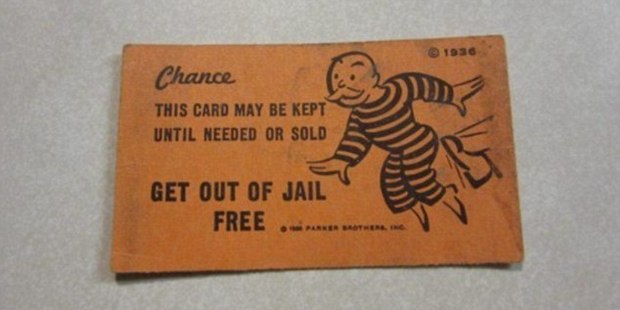 Chance
© 1936
THIS CARD MAY BE KEPT
UNTIL NEEDED OR SOLD
GET OUT OF JAIL
FREE
© 1936 PARKER BROTHERS, INC.